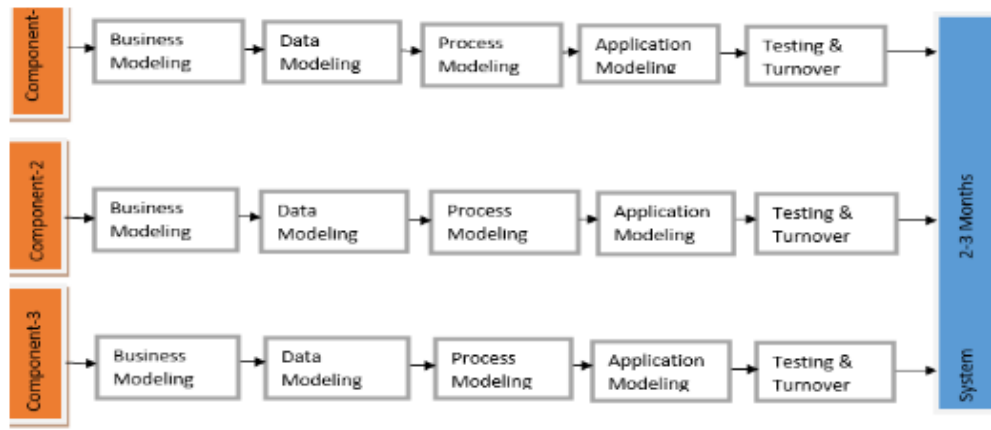 Component-
Business
Modeling
Data
Modeling
Process
Modeling
Application
Modeling
Testing &
Turnover
Component-2
Business
Modeling
Data
Modeling
Process
Modeling
Application
Modeling
Testing &
Turnover
Component-3
Business
Modeling
Data
Modeling
Process
Modeling
Application
Modeling
Testing &
Turnover
System
2-3 Months